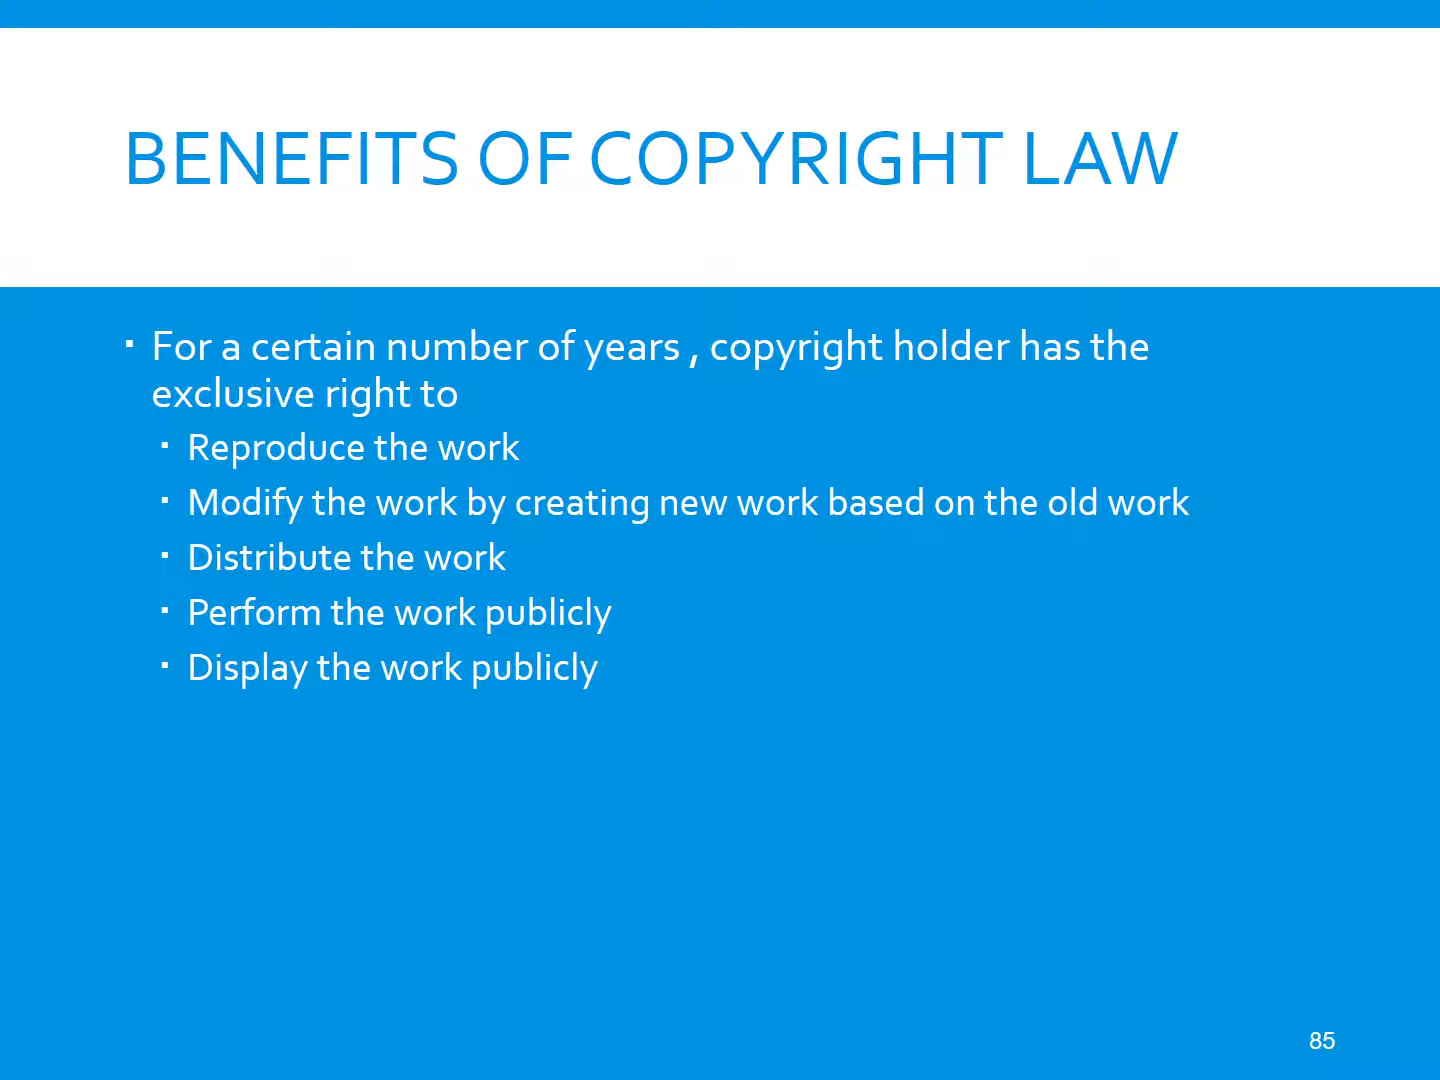 BENEFITS OF COPYRIGHT LAW
▪ For a certain number of years , copyright holder has the
exclusive right to
▪ Reproduce the work
▪ Modify the work by creating new work based on the old work
▪ Distribute the work
▪ Perform the work publicly
▪ Display the work publicly
85